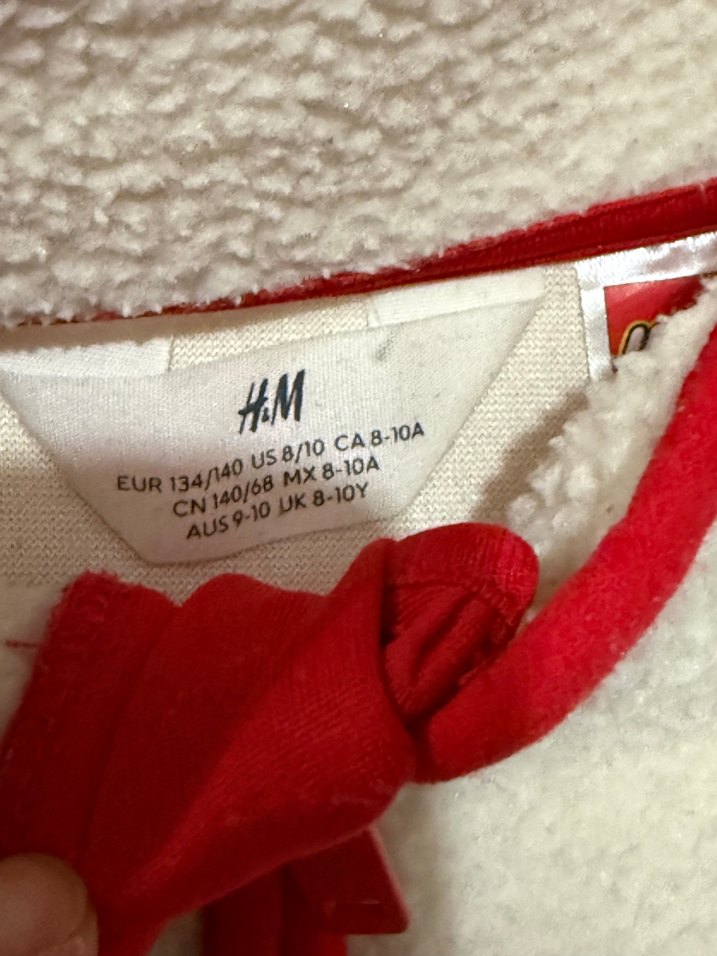 H&M
EUR 134/140 US 8/10 CA 8-10A
CN 140/68 MX 8-10A
AUS 9-10 UK 8-10Y